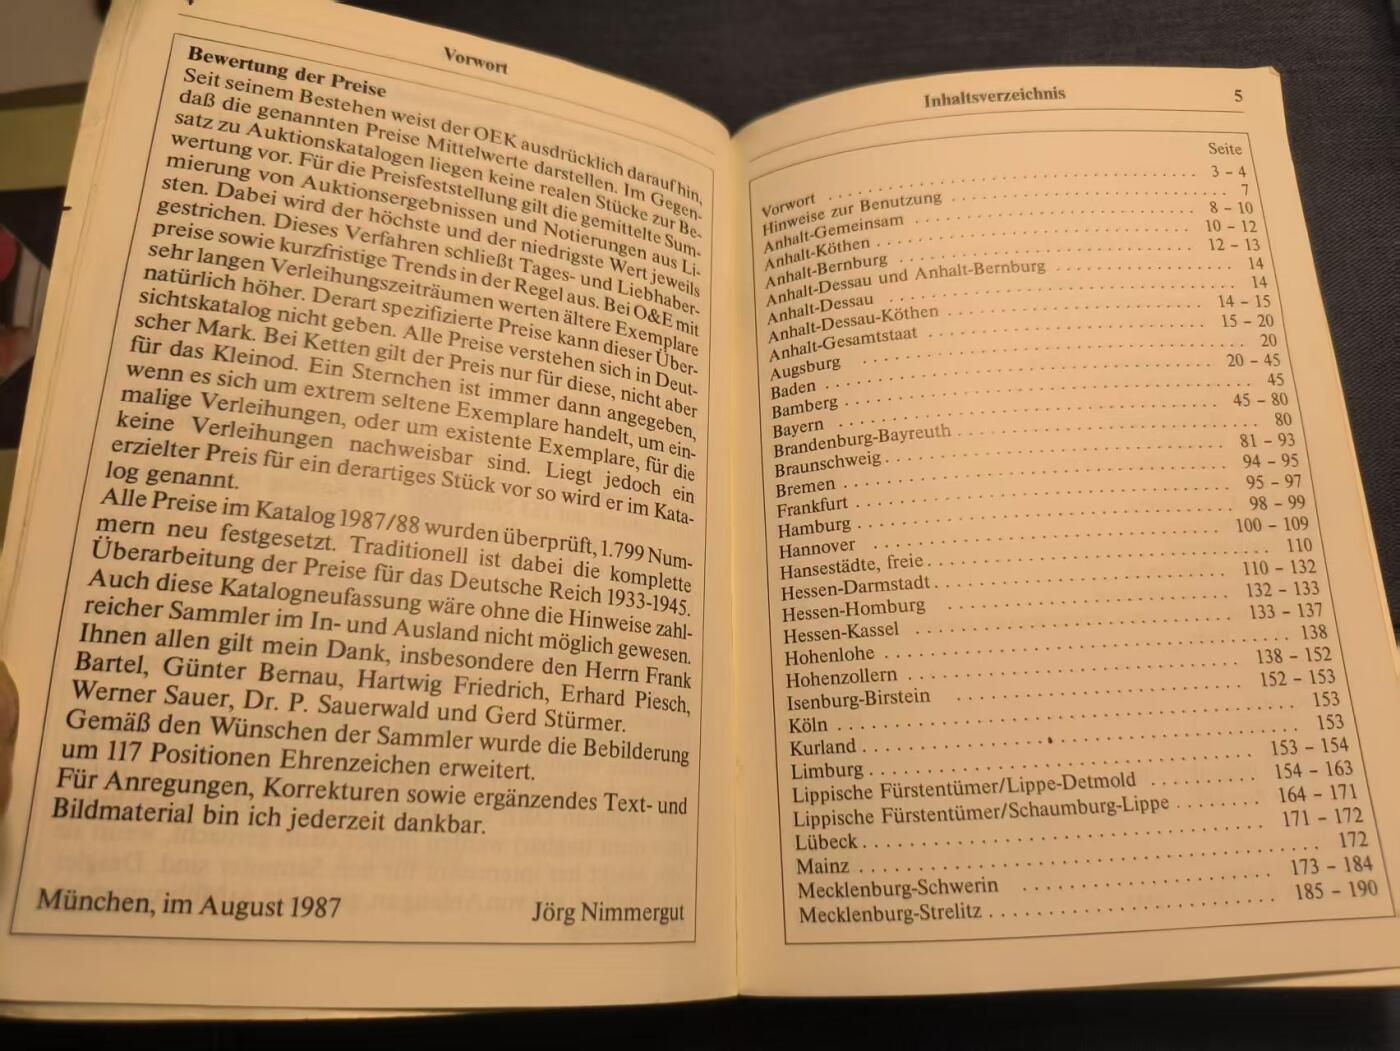 Vorwort
Bewertung der Preise
Seit seinem Bestehen weist der OEK ausdrücklich darauf hin,
daß die genannten Preise Mittelwerte darstellen. Im Gegen-
satz zu Auktionskatalogen liegen keine realen Stücke zur Be-
wertung vor. Für die Preisfeststellung gilt die gemittelte Sum-
mierung von Auktionsergebnissen und Notierungen aus Li-
sten. Dabei wird der höchste und der niedrigste Wert jeweils
gestrichen. Dieses Verfahren schließt Tages- und Liebhaber-
preise sowie kurzfristige Trends in der Regel aus. Bei O&E mit
sehr langen Verleihungszeiträumen werten ältere Exemplare
natürlich höher. Derart spezifizierte Preise kann dieser Über-
sichtskatalog nicht geben. Alle Preise verstehen sich in Deut-
scher Mark. Bei Ketten gilt der Preis nur für diese, nicht aber
für das Kleinod. Ein Sternchen ist immer dann angegeben,
wenn es sich um extrem seltene Exemplare handelt, um ein-
malige Verleihungen, oder um existente Exemplare, für die
keine Verleihungen nachweisbar sind. Liegt jedoch ein
erzielter Preis für ein derartiges Stück vor so wird er im Kata-
log genannt.
Alle Preise im Katalog 1987/88 wurden überprüft, 1.799 Num-
mern neu festgesetzt. Traditionell ist dabei die komplette
Überarbeitung der Preise für das Deutsche Reich 1933-1945.
Auch diese Katalogneufassung wäre ohne die Hinweise zahl-
reicher Sammler im In- und Ausland nicht möglich gewesen.
Ihnen allen gilt mein Dank, insbesondere den Herrn Frank
Bartel, Günter Bernau, Hartwig Friedrich, Erhard Piesch,
Werner Sauer, Dr. P. Sauerwald und Gerd Stürmer.
Gemäß den Wünschen der Sammler wurde die Bebilderung
um 117 Positionen Ehrenzeichen erweitert.
Für Anregungen, Korrekturen sowie ergänzendes Text- und
Bildmaterial bin ich jederzeit dankbar.
München, im August 1987 Jörg Nimmergut
Inhaltsverzeichnis 5
Seite
Vorwort 3 - 4
Hinweise zur Benutzung 7
Anhalt-Gemeinsam 8 - 10
Anhalt-Köthen 10 - 12
Anhalt-Bernburg 12 - 13
Anhalt-Dessau und Anhalt-Bernburg 14
Anhalt-Dessau 14
Anhalt-Dessau-Köthen 14 - 15
Anhalt-Gesamtstaat 15 - 20
Augsburg 20
Baden 20 - 45
Bamberg 45
Bayern 45 - 80
Brandenburg-Bayreuth 80
Braunschweig 81 - 93
Bremen 94 - 95
Frankfurt 95 - 97
Hamburg 98 - 99
Hannover 100 - 109
Hansestädte, freie 110
Hessen-Darmstadt 110 - 132
Hessen-Homburg 132 - 133
Hessen-Kassel 133 - 137
Hohenlohe 138
Hohenzollern 138 - 152
Isenburg-Birstein 152 - 153
Köln 153
Kurland 153
Limburg 153 - 154
Lippische Fürstentümer/Lippe-Detmold 154 - 163
Lippische Fürstentümer/Schaumburg-Lippe 164 - 171
Lübeck 171 - 172
Mainz 172
Mecklenburg-Schwerin 173 - 184
Mecklenburg-Strelitz 185 - 190